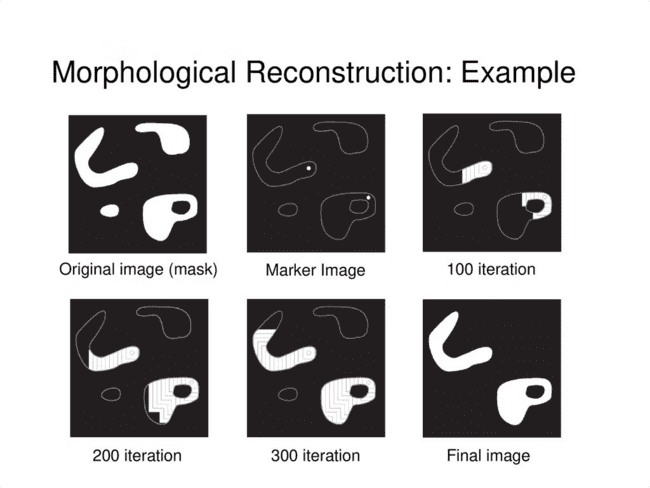 Morphological Reconstruction: Example
Original image (mask)
Marker Image
100 iteration
200 iteration
300 iteration
Final image